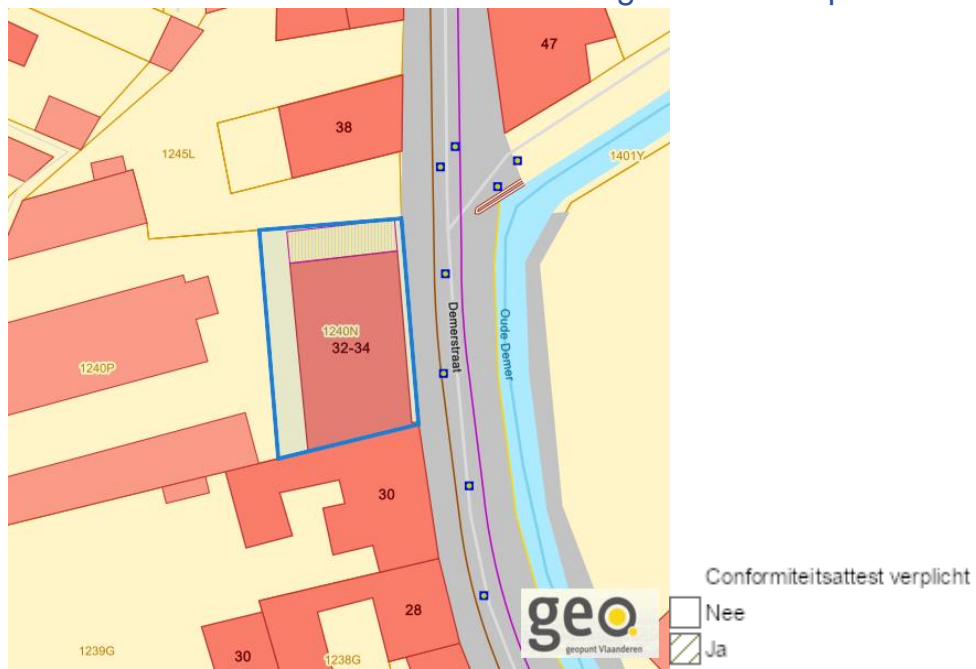 47
38
1245L
1401Y
1240N
32-34
Demerstraat
Oude Demer
1240P
30
28
30
1239G
1238G
geo.
geopunt Vlaanderen
Conformiteitsattest verplicht
Nee
Ja